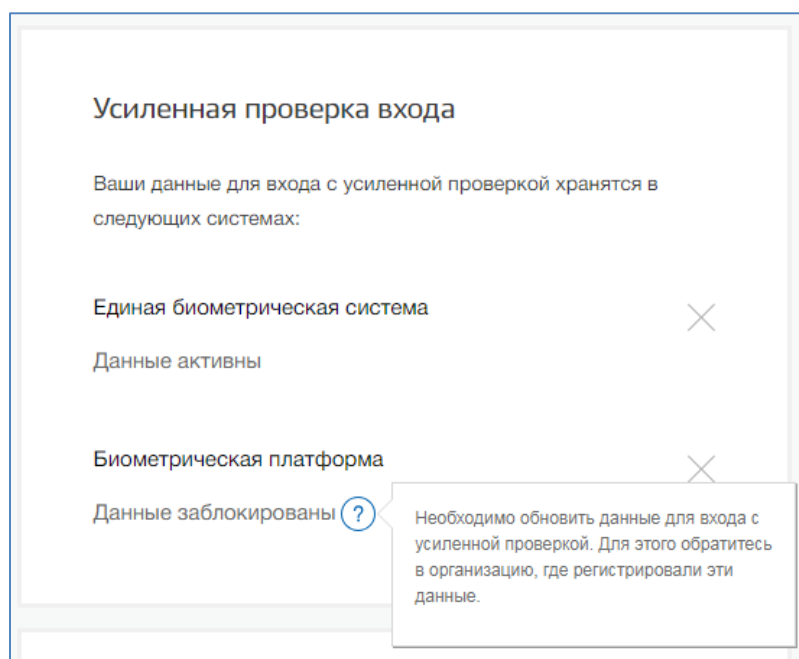 Усиленная проверка входа
Ваши данные для входа с усиленной проверкой хранятся в
следующих системах:
Единая биометрическая система
Данные активны
Биометрическая платформа
Данные заблокированы ?
Необходимо обновить данные для входа с
усиленной проверкой. Для этого обратитесь
в организацию, где регистрировали эти
данные.